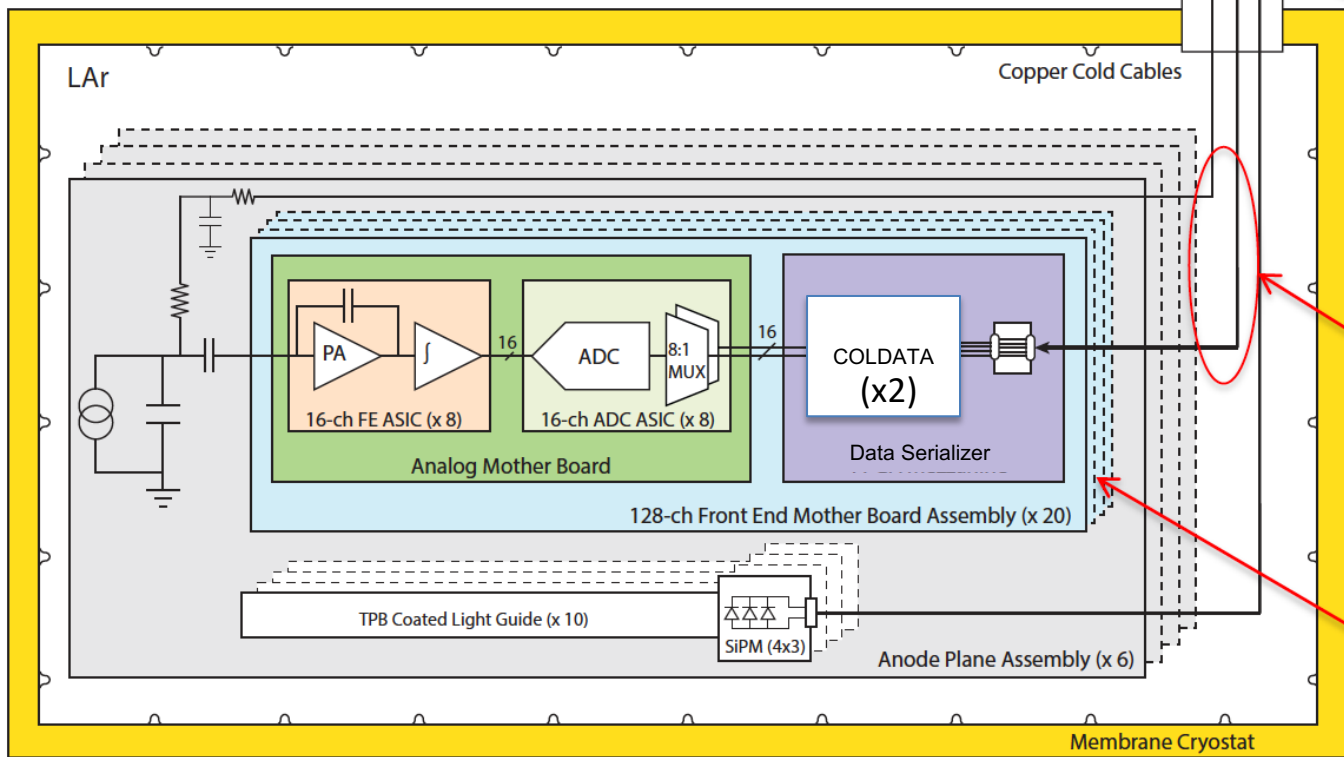 LAr
Copper Cold Cables
PA
∫
16
ADC
8:1
MUX
16
COLDATA
(x2)
16-ch FE ASIC (x 8)
16-ch ADC ASIC (x 8)
Analog Mother Board
Data Serializer
128-ch Front End Mother Board Assembly (x 20)
TPB Coated Light Guide (x 10)
SiPM (4x3)
Anode Plane Assembly (x 6)
Membrane Cryostat